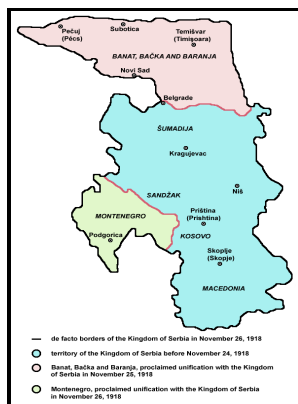 Pečuj
(Pécs)
Subotica
Temišvar
(Timişoara)
BANAT, BAČKA AND BARANJA
Novi Sad
Belgrade
ŠUMADIJA
Kragujevac
SANDŽAK
Niš
MONTENEGRO
Priština
(Prishtina)
Podgorica
KOSOVO
Skoplje
(Skopje)
MACEDONIA
de facto borders of the Kingdom of Serbia in November 26, 1918
territory of the Kingdom of Serbia before November 24, 1918
Banat, Bačka and Baranja, proclaimed unification with the Kingdom
of Serbia in November 25, 1918
Montenegro, proclaimed unification with the Kingdom of Serbia
in November 26, 1918